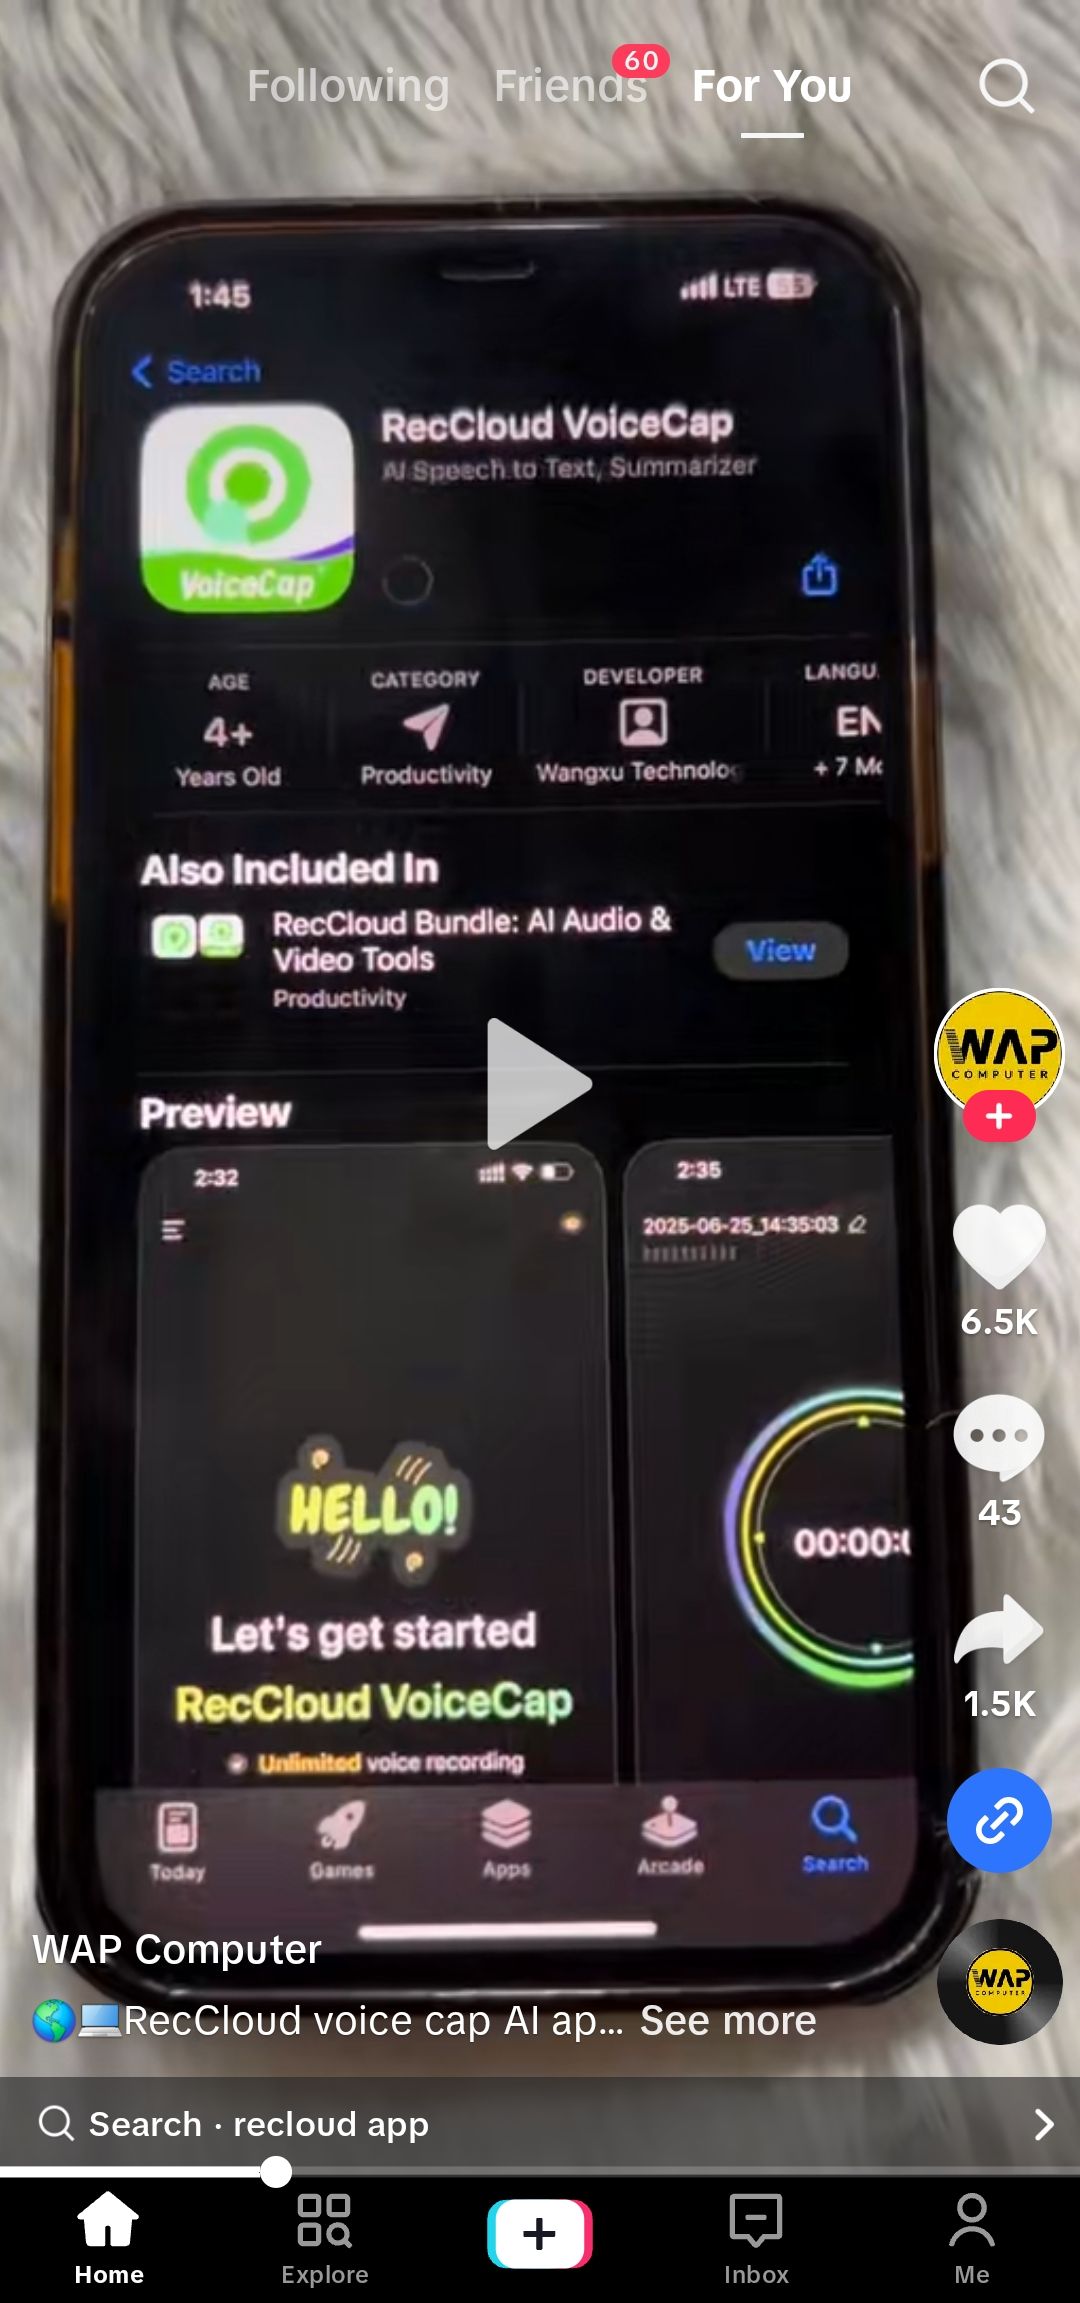 Following
Friends
60
For You
1:45
LTE
Search
RecCloud VoiceCap
AI Speech to Text, Summarizer
VoiceCap
AGE
4+
Years Old
CATEGORY
Productivity
DEVELOPER
Wangxu Technolo
LANGU
EN
+ 7 Mo
Also Included In
RecCloud Bundle: AI Audio &
Video Tools
Productivity
View
WAP
COMPUTER
Preview
2:32
2:35
2025-06-25_14:35:03
6.5K
43
HELLO!
00:00:0
Let's get started
RecCloud VoiceCap
Unlimited voice recording
1.5K
Today
Games
Apps
Arcade
Search
WAP Computer
WAP
🌎💻RecCloud voice cap AI ap... See more
Search · recloud app
Home
Explore
Inbox
Me